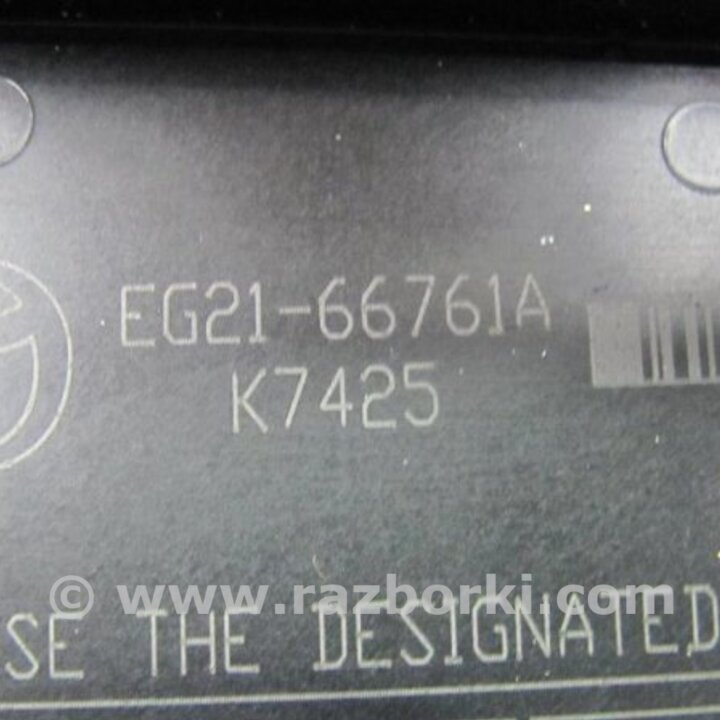 EG21-66761A
K7425
© www.razborki.com
SE THE DESIGNATED